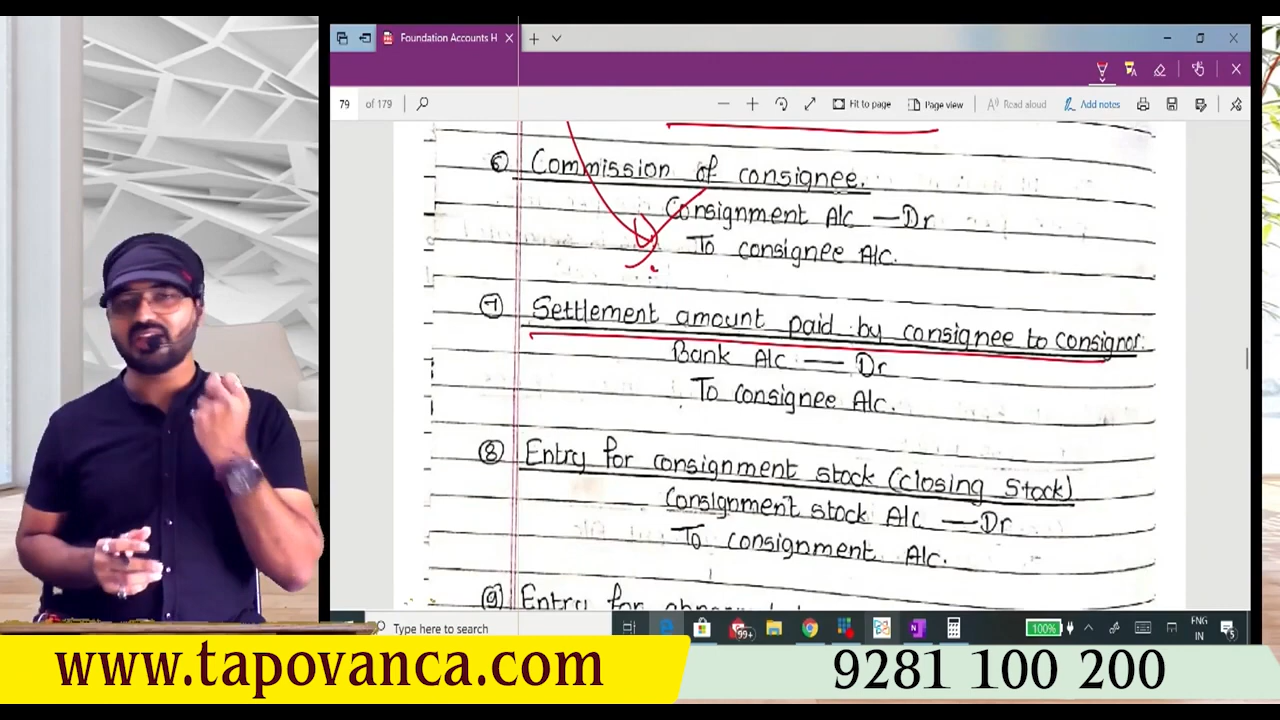 Foundation Accounts H
79 of 179
Fit to page
Page view
Read aloud
Add notes
⑥ Commission of consignee.
Consignment A/c — Dr
To consignee A/c.
⑦ Settlement amount paid by consignee to consignor.
Bank A/c — Dr
To consignee A/c.
⑧ Entry for consignment stock (closing stock)
Consignment stock A/c — Dr
To consignment A/c.
⑨ Entry for
Type here to search
99+
100%
ENG
IN
5
www.tapovanca.com
9281 100 200